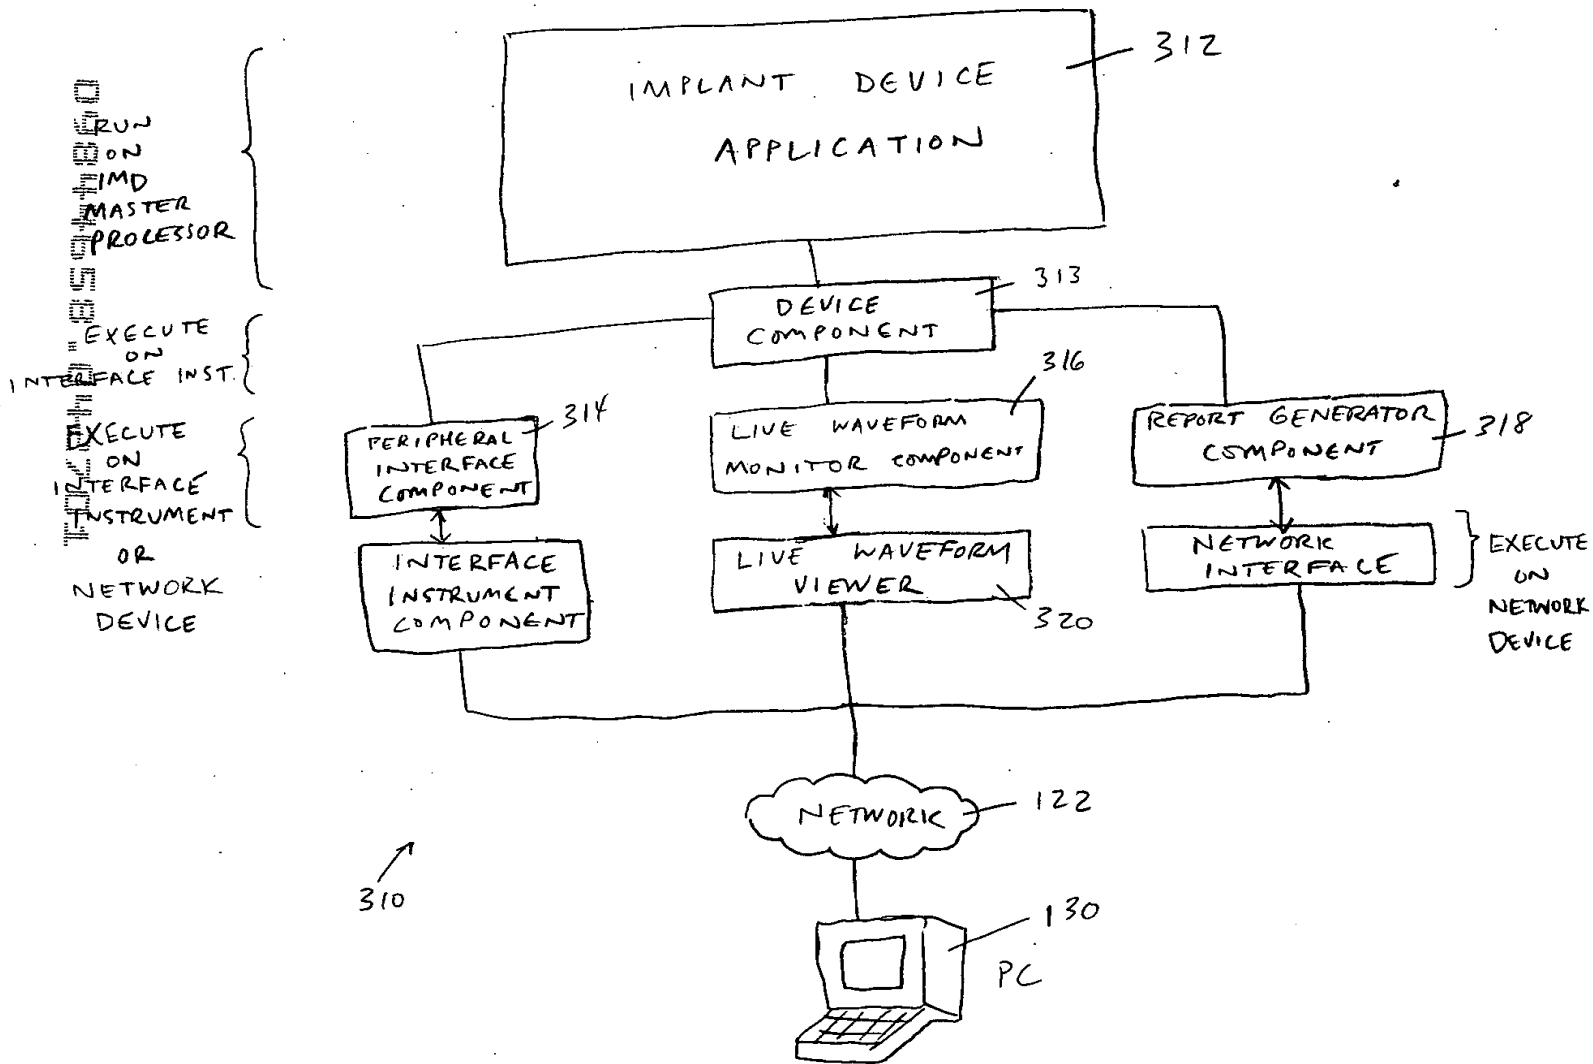 312
IMPLANT DEVICE
APPLICATION
RUN
ON
IMD
MASTER
PROCESSOR
313
DEVICE
COMPONENT
EXECUTE
ON
INTERFACE INST.
316
314
PERIPHERAL
INTERFACE
COMPONENT
LIVE WAVEFORM
MONITOR COMPONENT
REPORT GENERATOR
COMPONENT
318
EXECUTE
ON
INTERFACE
INSTRUMENT
OR
NETWORK
DEVICE
INTERFACE
INSTRUMENT
COMPONENT
LIVE WAVEFORM
VIEWER
320
NETWORK
INTERFACE
EXECUTE
ON
NETWORK
DEVICE
NETWORK
122
310
130
PC